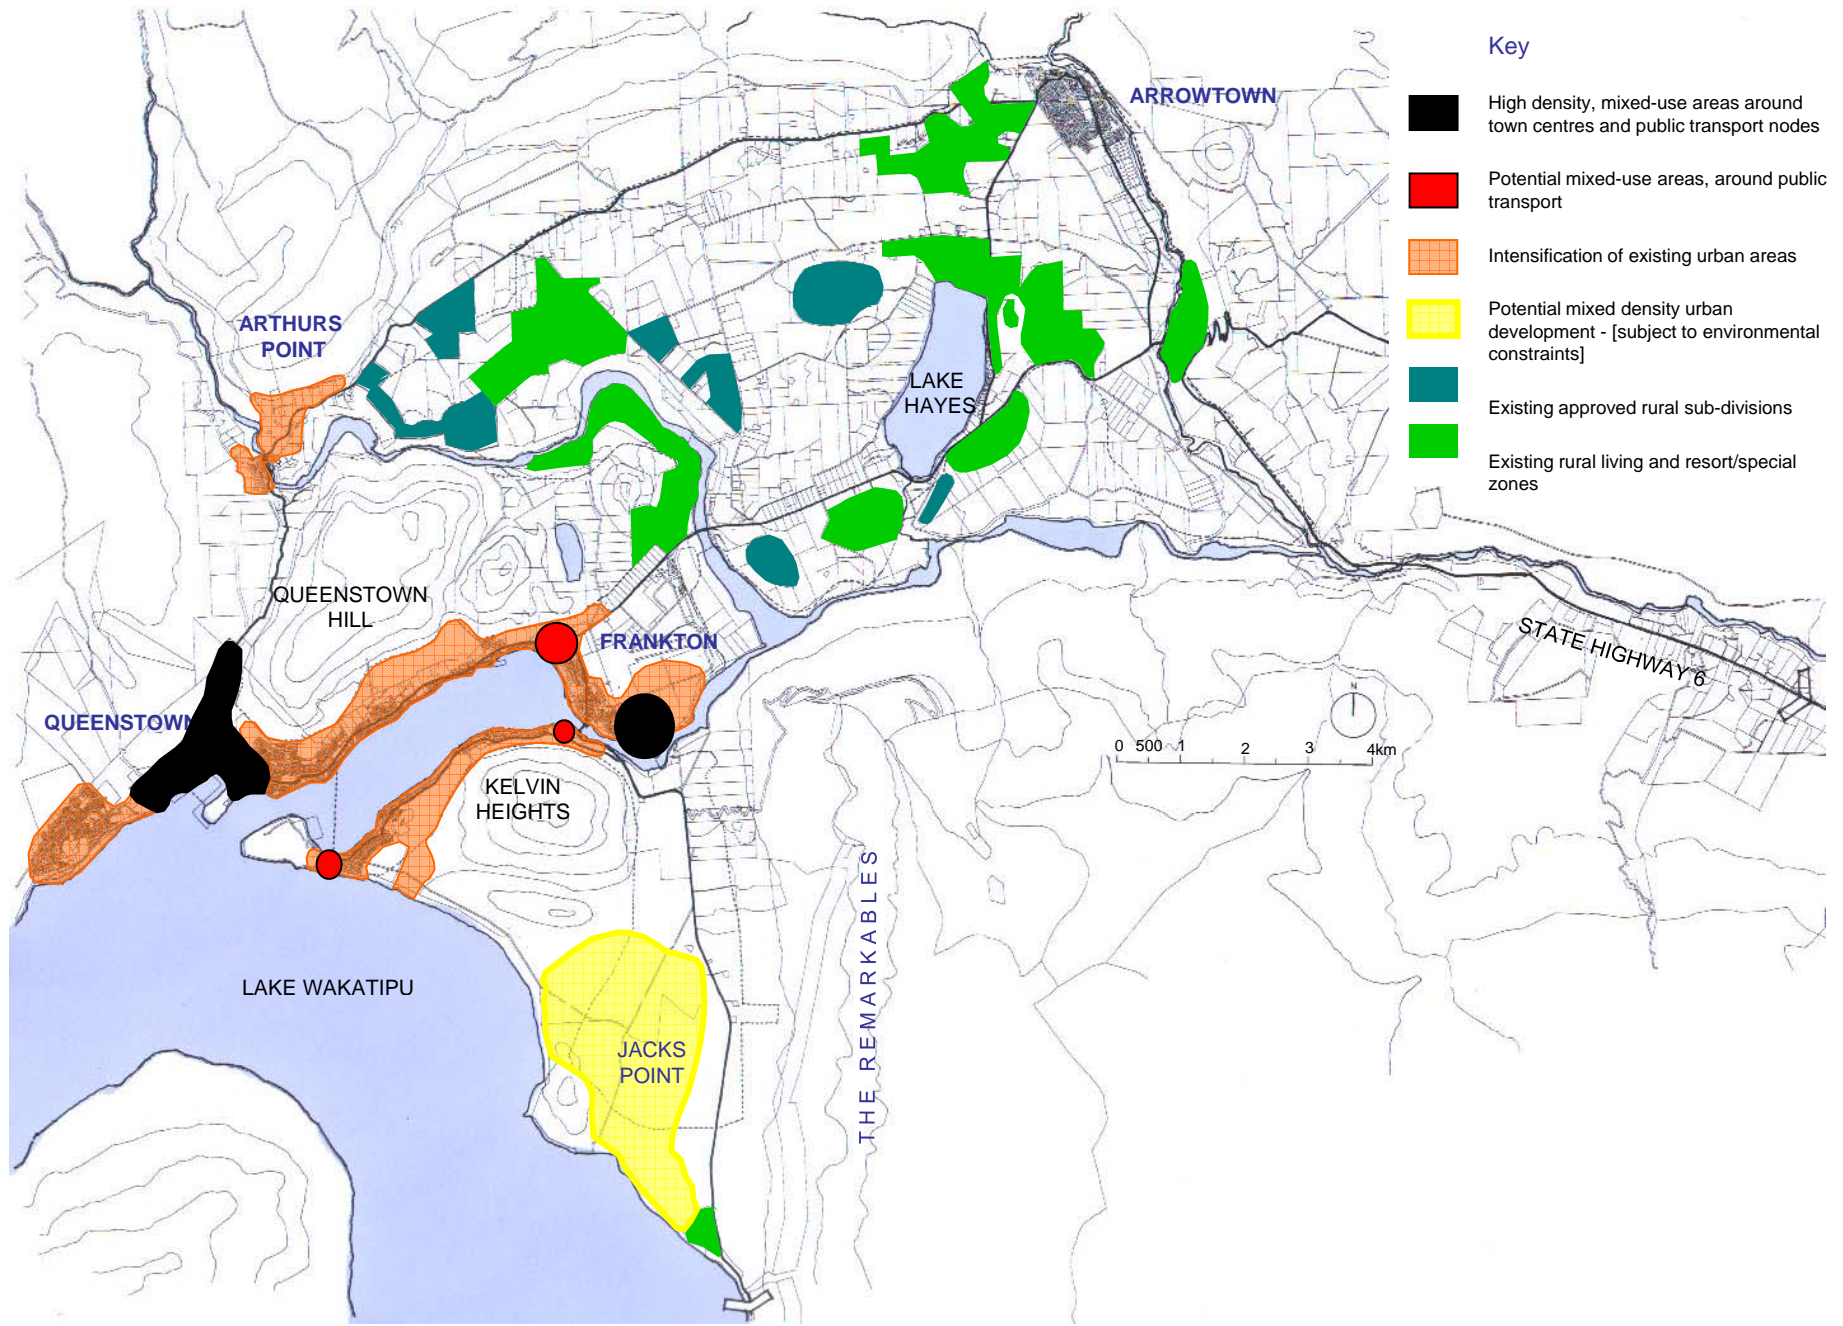 Key
High density, mixed-use areas around
town centres and public transport nodes
Potential mixed-use areas, around public
transport
Intensification of existing urban areas
Potential mixed density urban
development - [subject to environmental
constraints]
Existing approved rural sub-divisions
Existing rural living and resort/special
zones
ARROWTOWN
ARTHURS
POINT
LAKE
HAYES
QUEENSTOWN
HILL
FRANKTON
STATE HIGHWAY 6
QUEENSTOWN
N
0 500 1 2 3 4km
KELVIN
HEIGHTS
THE REMARKABLES
LAKE WAKATIPU
JACKS
POINT